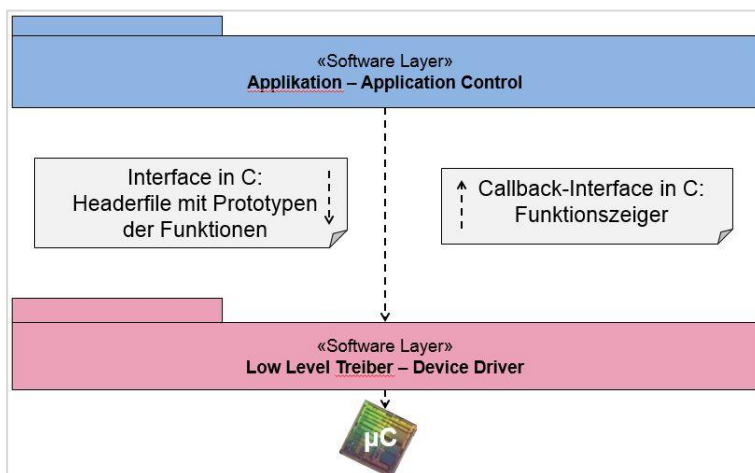 «Software Layer»
Applikation – Application Control
Interface in C:
Headerfile mit Prototypen
der Funktionen
Callback-Interface in C:
Funktionszeiger
«Software Layer»
Low Level Treiber – Device Driver
µC